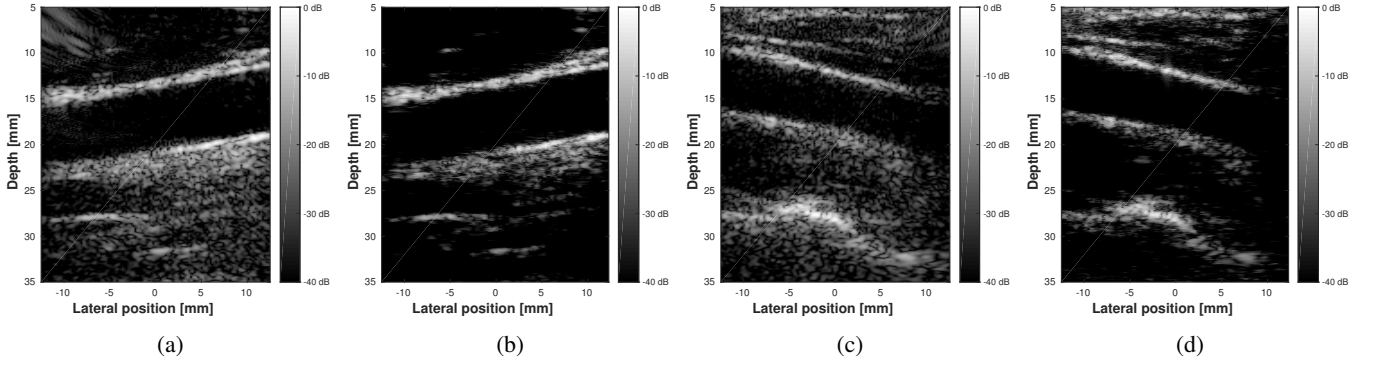 5
10
15
20
25
30
35
Depth [mm]
-10 -5 0 5 10
Lateral position [mm]
0 dB
-10 dB
-20 dB
-30 dB
-40 dB
(a)
5
10
15
20
25
30
35
Depth [mm]
-10 -5 0 5 10
Lateral position [mm]
0 dB
-10 dB
-20 dB
-30 dB
-40 dB
(b)
5
10
15
20
25
30
35
Depth [mm]
-10 -5 0 5 10
Lateral position [mm]
0 dB
-10 dB
-20 dB
-30 dB
-40 dB
(c)
5
10
15
20
25
30
35
Depth [mm]
-10 -5 0 5 10
Lateral position [mm]
0 dB
-10 dB
-20 dB
-30 dB
-40 dB
(d)